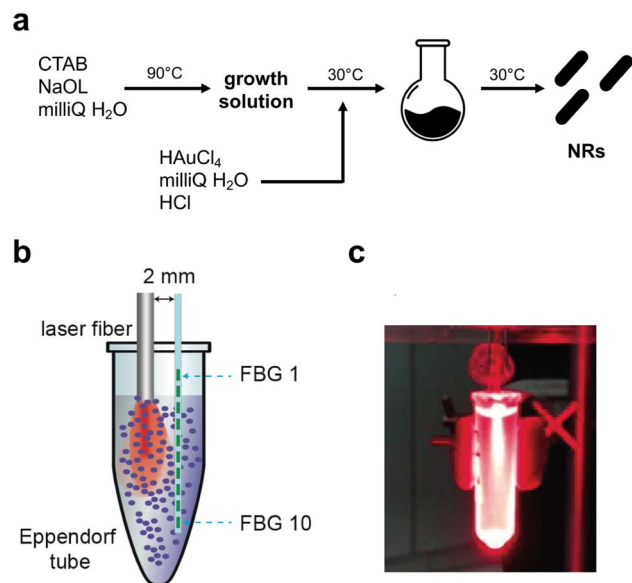 a
CTAB
NaOL
milliQ H₂O
90°C
growth
solution
30°C
30°C
NRs
HAuCl₄
milliQ H₂O
HCl
b
c
2 mm
laser fiber
FBG 1
FBG 10
Eppendorf
tube